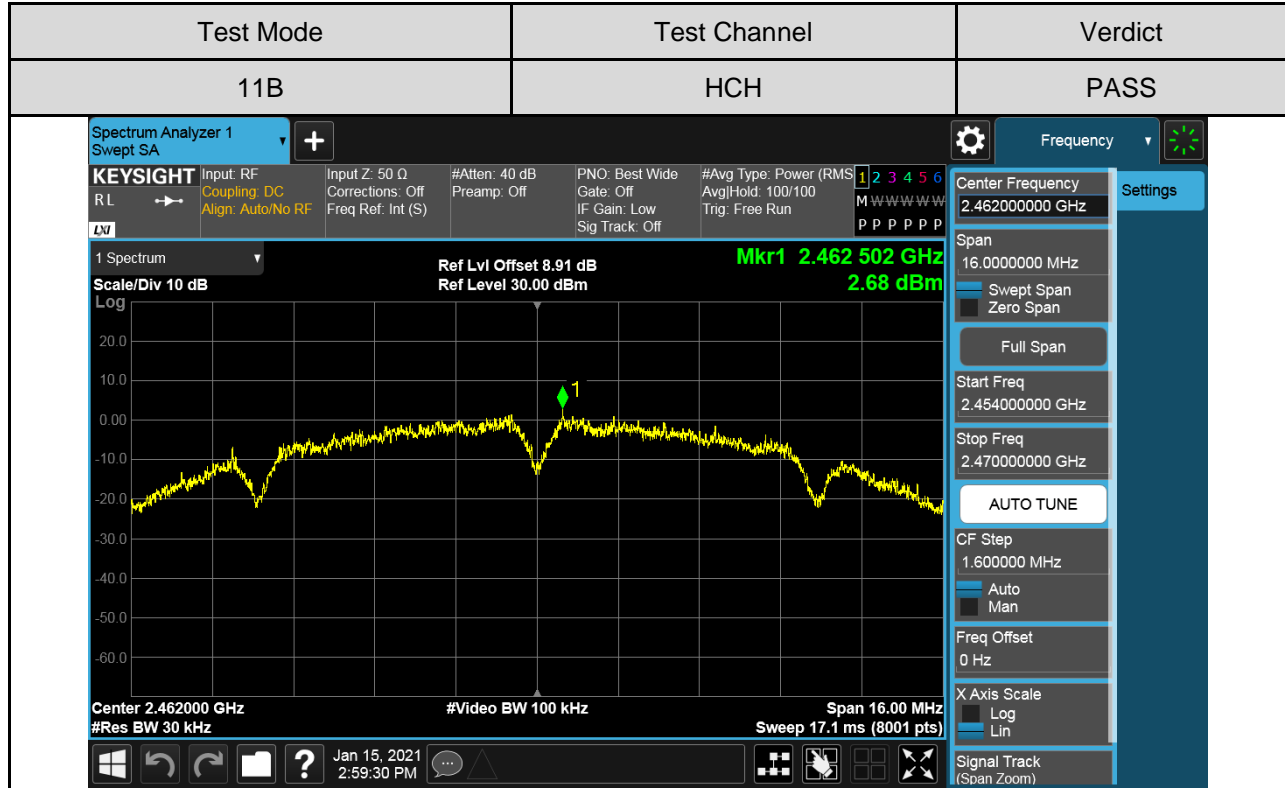 Test Mode Test Channel Verdict
11B HCH PASS
Spectrum Analyzer 1
Swept SA
+
Frequency
KEYSIGHT
R L
LXI
Input: RF
Coupling: DC
Align: Auto/No RF
Input Z: 50 Ω
Corrections: Off
Freq Ref: Int (S)
#Atten: 40 dB
Preamp: Off
PNO: Best Wide
Gate: Off
IF Gain: Low
Sig Track: Off
#Avg Type: Power (RMS
Avg|Hold: 100/100
Trig: Free Run
1 2 3 4 5 6
M W W W W W
P P P P P P
1 Spectrum
Scale/Div 10 dB
Log
Ref Lvl Offset 8.91 dB
Ref Level 30.00 dBm
Mkr1 2.462 502 GHz
2.68 dBm
20.0
10.0
0.00
-10.0
-20.0
-30.0
-40.0
-50.0
-60.0
1
Center 2.462000 GHz
#Res BW 30 kHz
#Video BW 100 kHz
Span 16.00 MHz
Sweep 17.1 ms (8001 pts)
Center Frequency
2.462000000 GHz
Settings
Span
16.0000000 MHz
Swept Span
Zero Span
Full Span
Start Freq
2.454000000 GHz
Stop Freq
2.470000000 GHz
AUTO TUNE
CF Step
1.600000 MHz
Auto
Man
Freq Offset
0 Hz
X Axis Scale
Log
Lin
Signal Track
(Span Zoom)
?
Jan 15, 2021
2:59:30 PM